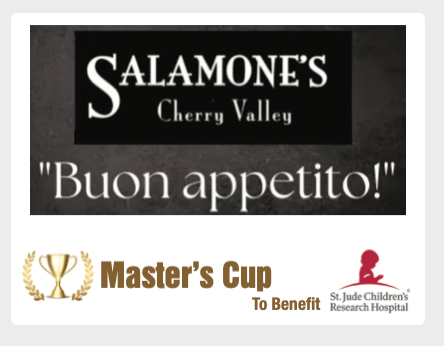 SALAMONE'S
Cherry Valley
"Buon appetito!"
Master's Cup
To Benefit
St. Jude Children's
Research Hospital